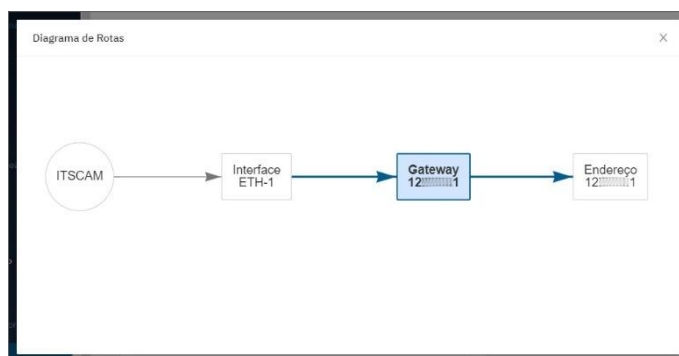 Diagrama de Rotas
ITSCAM
Interface
ETH-1
Gateway
Endereço